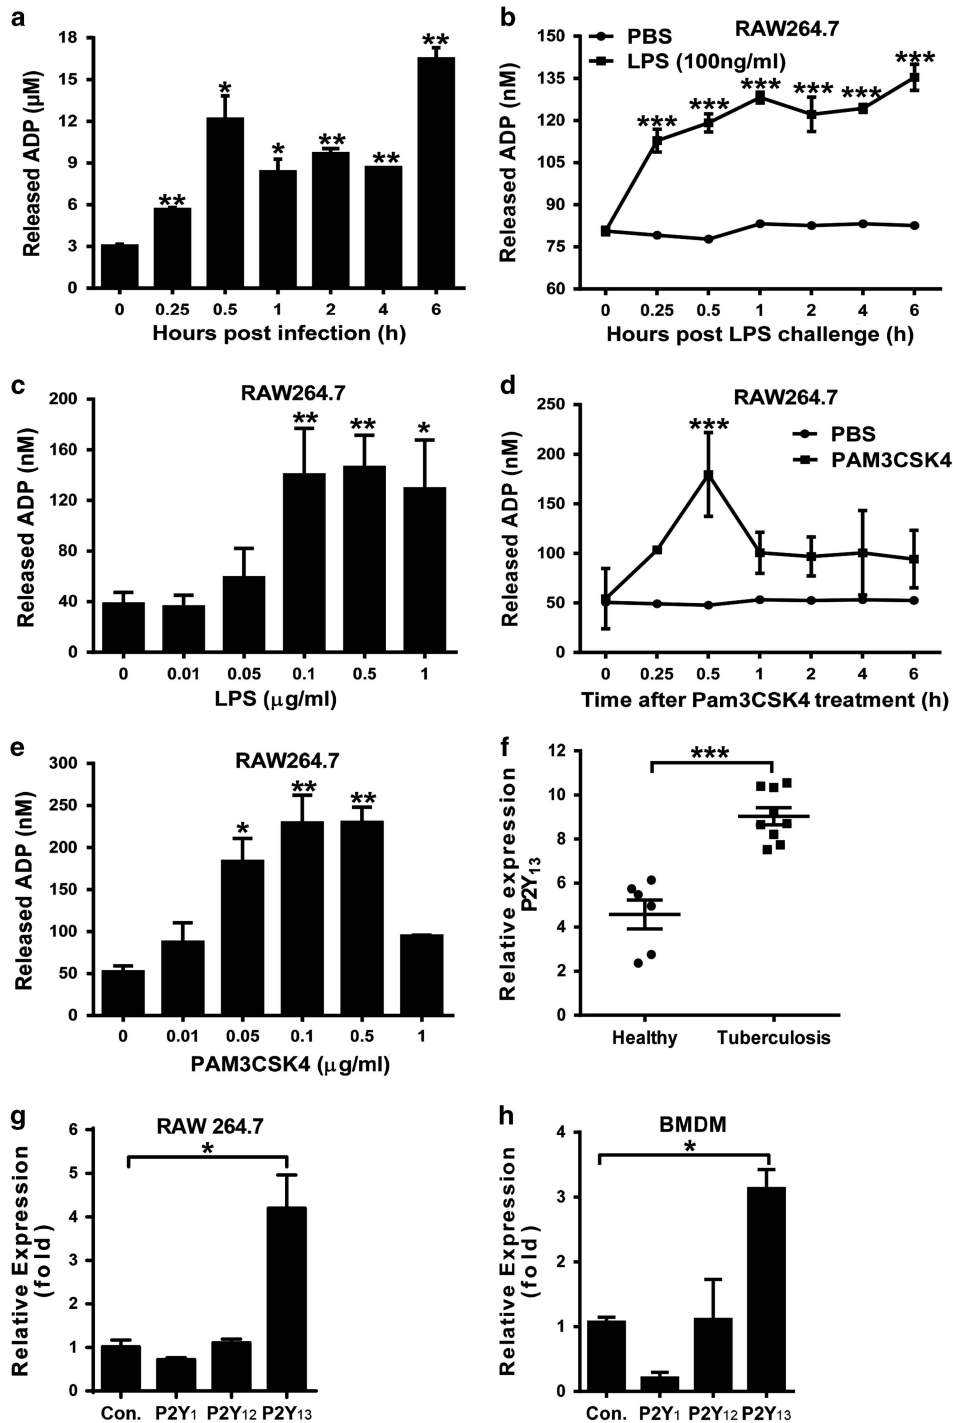 a
18
15
12
9
6
3
0
Released ADP (µM)
** * * ** ** **
0 0.25 0.5 1 2 4 6
Hours post infection (h)
b
RAW264.7
PBS
LPS (100ng/ml)
150
135
120
105
90
75
60
Released ADP (nM)
*** *** *** *** *** ***
0 0.25 0.5 1 2 4 6
Hours post LPS challenge (h)
c
RAW264.7
200
160
120
80
40
0
Released ADP (nM)
** ** *
0 0.01 0.05 0.1 0.5 1
LPS (µg/ml)
d
RAW264.7
PBS
PAM3CSK4
250
200
150
100
50
0
Released ADP (nM)
***
0 0.25 0.5 1 2 4 6
Time after Pam3CSK4 treatment (h)
e
RAW264.7
300
250
200
150
100
50
0
Released ADP (nM)
* ** **
0 0.01 0.05 0.1 0.5 1
PAM3CSK4 (µg/ml)
f
12
10
8
6
4
2
0
Relative expression
P2Y13
***
Healthy Tuberculosis
g
RAW 264.7
6
5
4
3
2
1
0
Relative Expression
(fold)
*
Con. P2Y1 P2Y12 P2Y13
h
BMDM
4
3
2
1
0
Relative Expression
(fold)
*
Con. P2Y1 P2Y12 P2Y13